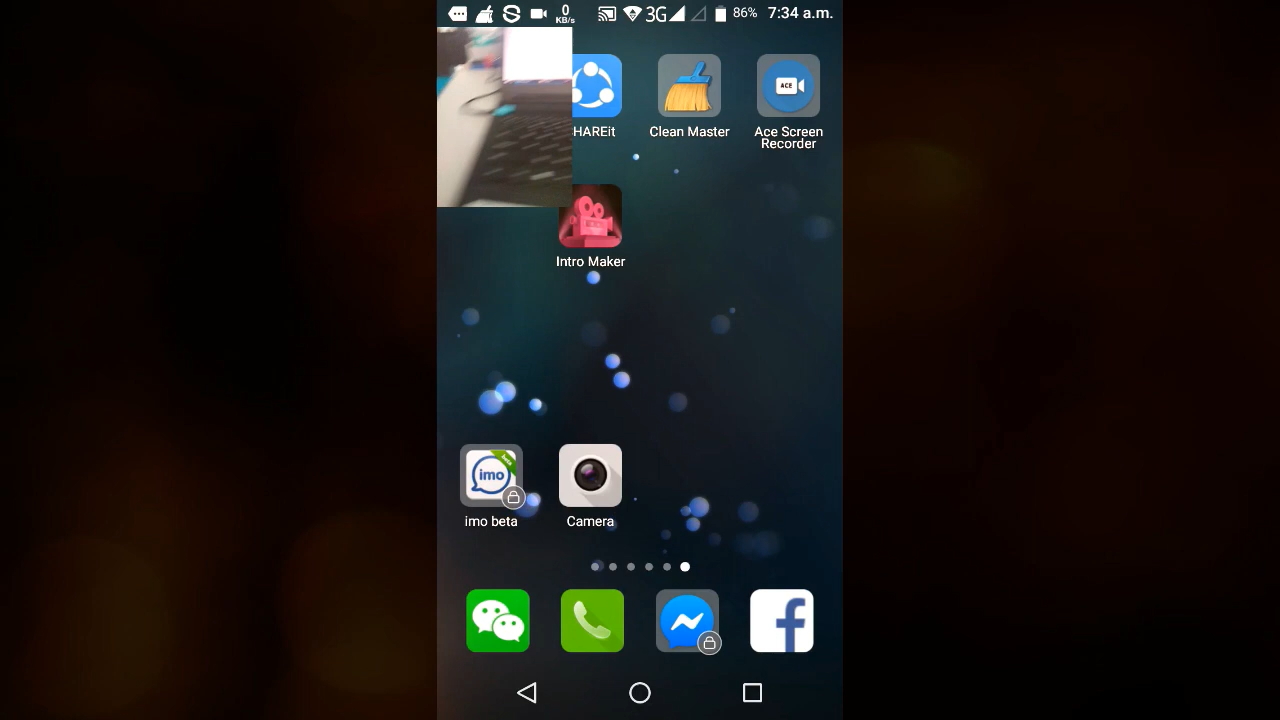 0
KB/s
3G
86%
7:34 a.m.
HAREit
Clean Master
ACE
Ace Screen
Recorder
Intro Maker
imo
beta
imo beta
Camera